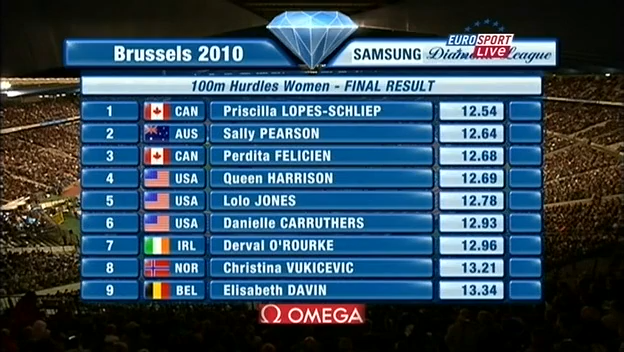 EUROSPORT
LIVE
Brussels 2010
SAMSUNG Diamond League
100m Hurdles Women - FINAL RESULT
1 CAN Priscilla LOPES-SCHLIEP 12.54
2 AUS Sally PEARSON 12.64
3 CAN Perdita FELICIEN 12.68
4 USA Queen HARRISON 12.69
5 USA Lolo JONES 12.78
6 USA Danielle CARRUTHERS 12.93
7 IRL Derval O'ROURKE 12.96
8 NOR Christina VUKICEVIC 13.21
9 BEL Elisabeth DAVIN 13.34
Ω OMEGA